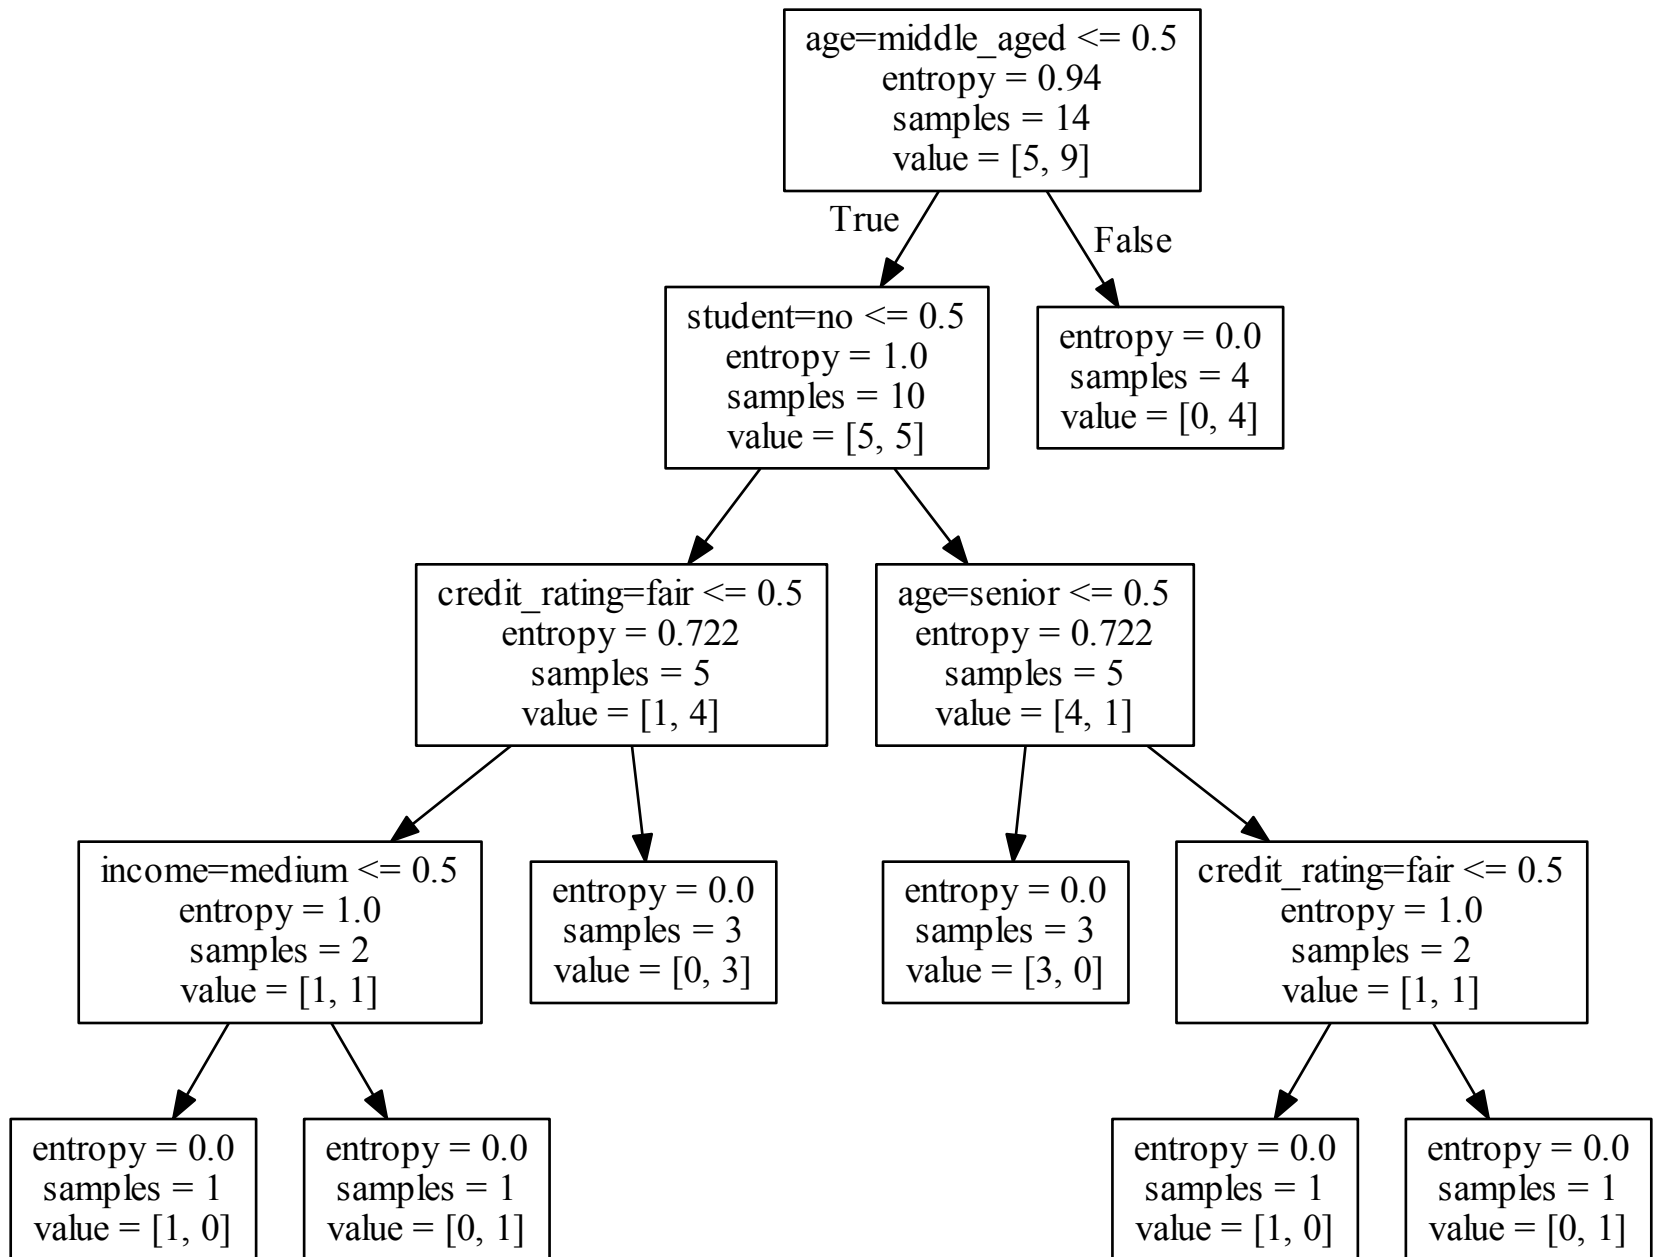 age=middle_aged <= 0.5
entropy = 0.94
samples = 14
value = [5, 9]
True
False
student=no <= 0.5
entropy = 1.0
samples = 10
value = [5, 5]
entropy = 0.0
samples = 4
value = [0, 4]
credit_rating=fair <= 0.5
entropy = 0.722
samples = 5
value = [1, 4]
age=senior <= 0.5
entropy = 0.722
samples = 5
value = [4, 1]
income=medium <= 0.5
entropy = 1.0
samples = 2
value = [1, 1]
entropy = 0.0
samples = 3
value = [0, 3]
entropy = 0.0
samples = 3
value = [3, 0]
credit_rating=fair <= 0.5
entropy = 1.0
samples = 2
value = [1, 1]
entropy = 0.0
samples = 1
value = [1, 0]
entropy = 0.0
samples = 1
value = [0, 1]
entropy = 0.0
samples = 1
value = [1, 0]
entropy = 0.0
samples = 1
value = [0, 1]